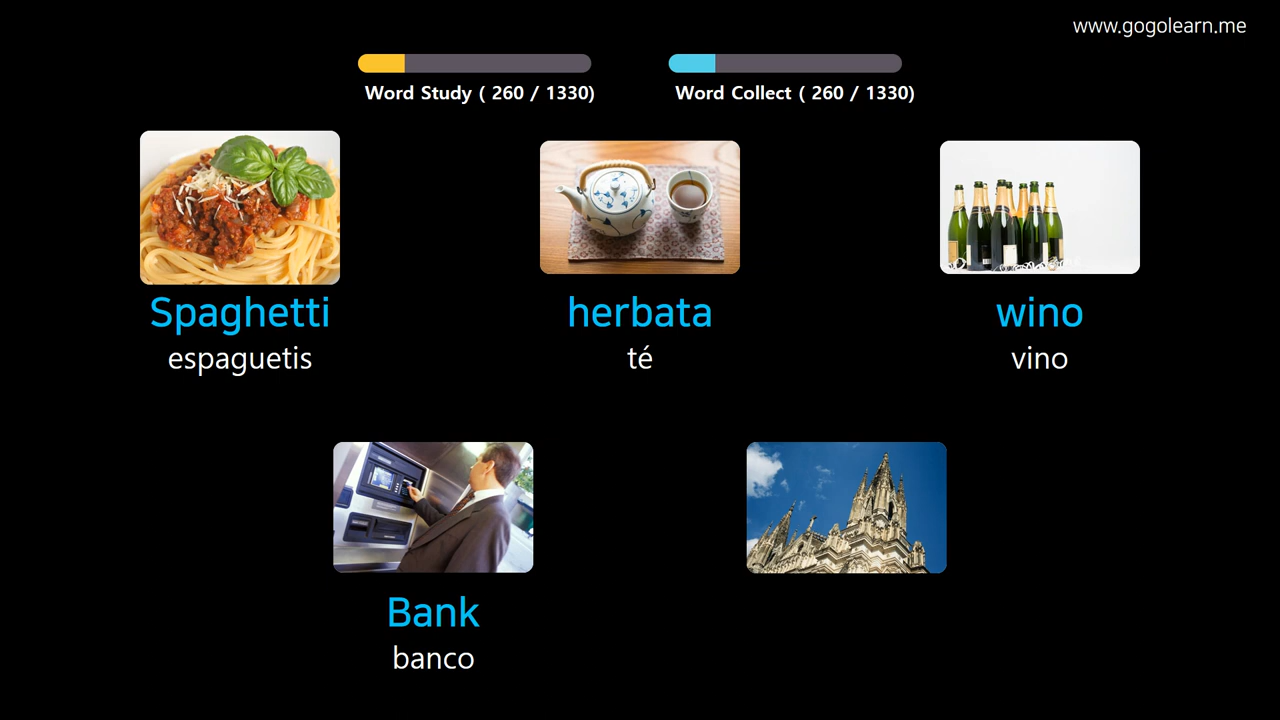 www.gogolearn.me
Word Study ( 260 / 1330)
Word Collect ( 260 / 1330)
Spaghetti
espaguetis
herbata
té
wino
vino
Bank
banco